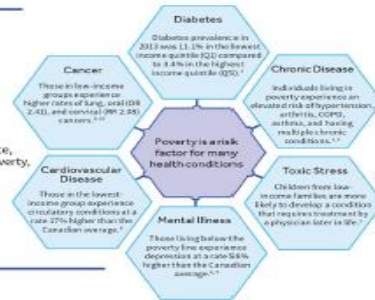 Diabetes
Diabetes prevalence in
2013 was 11.1% in the lowest
income quintile (Q1) compared
to 3.4% in the highest
income quintile (Q5).
Cancer
Those in low-income
groups experience
higher rates of lung, oral (OR
2.41), and cervical (RR 2.48)
cancers.
Chronic Disease
Individuals living in
poverty experience an
elevated risk of hypertension,
arthritis, COPD,
asthma, and having
multiple chronic
conditions.
Poverty is a risk
factor for many
health conditions
verty,
Cardiovascular
Disease
Those in the lowest-
income group experience
circulatory conditions at a
rate 17% higher than the
Canadian average.
Toxic Stress
Children from low-
income families are more
likely to develop a condition
that requires treatment by
a physician later in life.
Mental Illness
Those living below the
poverty line experience
depression at a rate 58%
higher than the Canadian
average.